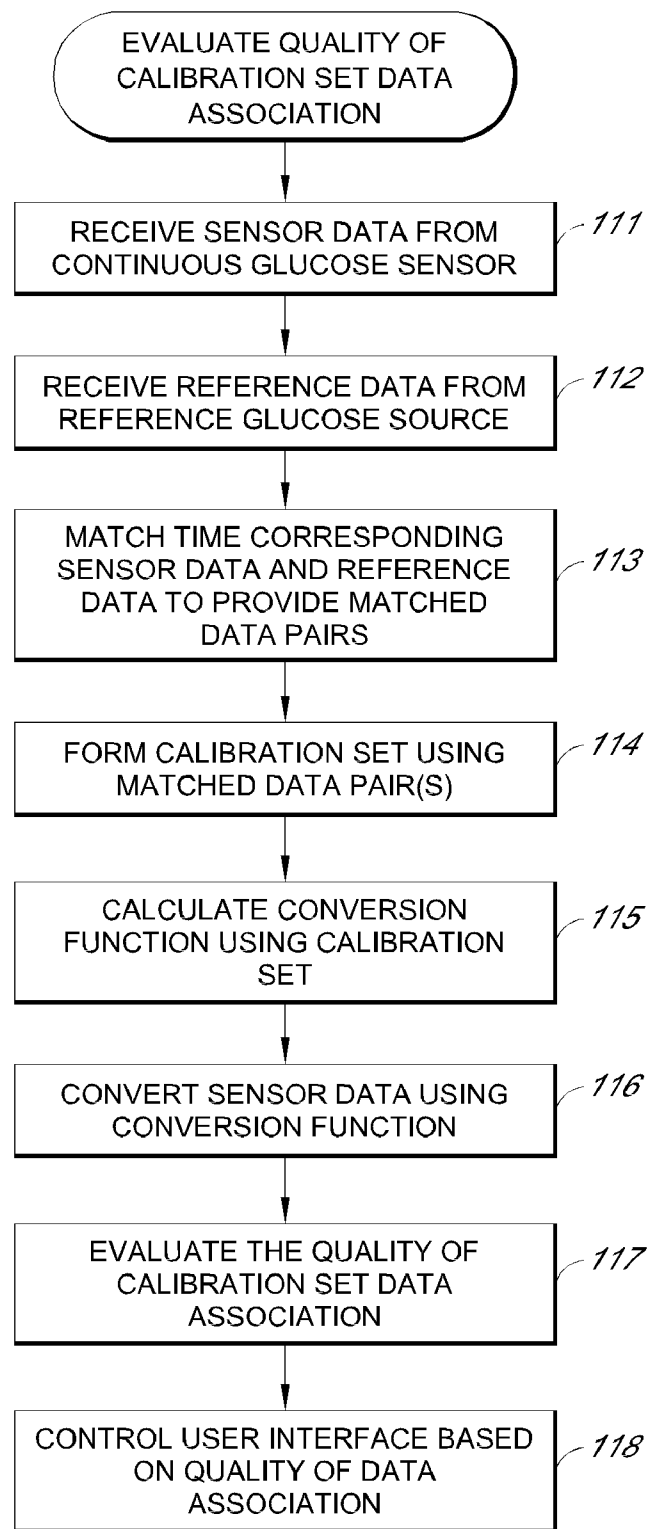 EVALUATE QUALITY OF
CALIBRATION SET DATA
ASSOCIATION
RECEIVE SENSOR DATA FROM
CONTINUOUS GLUCOSE SENSOR
111
RECEIVE REFERENCE DATA FROM
REFERENCE GLUCOSE SOURCE
112
MATCH TIME CORRESPONDING
SENSOR DATA AND REFERENCE
DATA TO PROVIDE MATCHED
DATA PAIRS
113
FORM CALIBRATION SET USING
MATCHED DATA PAIR(S)
114
CALCULATE CONVERSION
FUNCTION USING CALIBRATION
SET
115
CONVERT SENSOR DATA USING
CONVERSION FUNCTION
116
EVALUATE THE QUALITY OF
CALIBRATION SET DATA
ASSOCIATION
117
CONTROL USER INTERFACE BASED
ON QUALITY OF DATA
ASSOCIATION
118